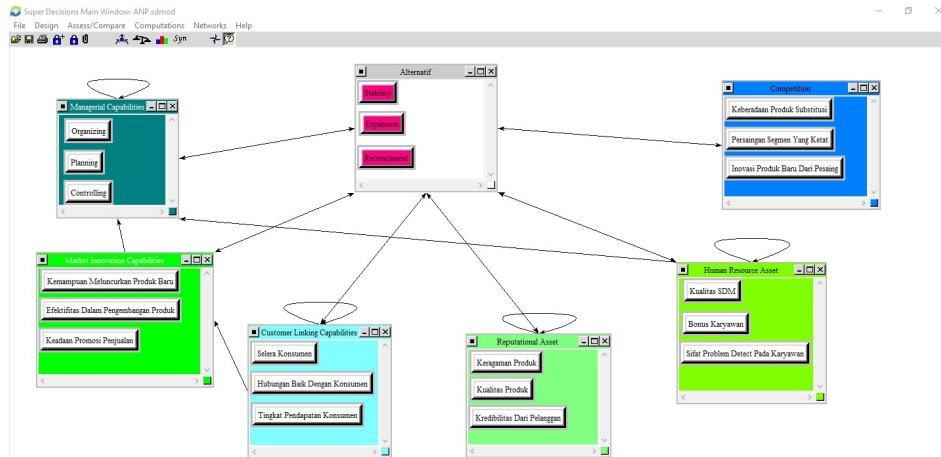 Super Decisions Main Window: ANP.sdmod
File Design Assess/Compare Computations Networks Help
Syn
Alternatif
Stability
Expansion
Retrenchment
Managerial Capabilities
Organizing
Planning
Controlling
Competition
Keberadaan Produk Substitusi
Persaingan Segmen Yang Ketat
Inovasi Produk Baru Dari Pesaing
Market Innovation Capabilities
Kemampuan Meluncurkan Produk Baru
Efektifitas Dalam Pengembangan Produk
Keadaan Promosi Penjualan
Customer Linking Capabilities
Selera Konsumen
Hubungan Baik Dengan Konsumen
Tingkat Pendapatan Konsumen
Reputational Asset
Keragaman Produk
Kualitas Produk
Kredibilitas Dari Pelanggan
Human Resource Asset
Kualitas SDM
Bonus Karyawan
Sifat Problem Detect Pada Karyawan